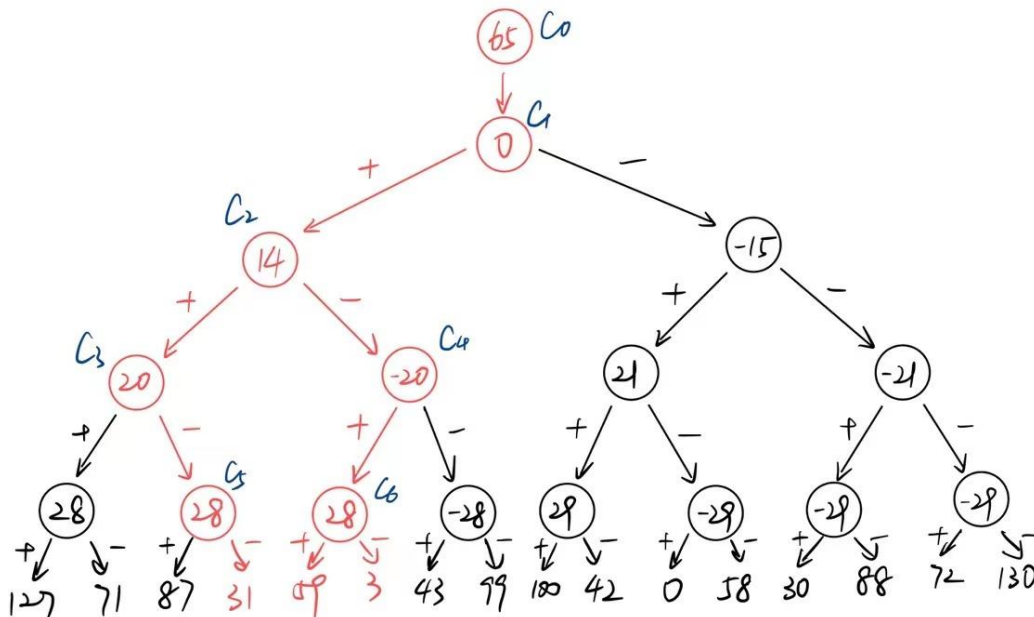 65 C0
0 C1
+ −
C2
14 -15
+ − + −
C3 C4
20 -20 21 -21
+ − + − + − + −
C5 C6
28 28 28 -28 29 -29 -29 -29
+ − + − + − + − + − + − + − + −
127 71 87 31 59 3 43 99 100 42 0 58 30 88 72 130